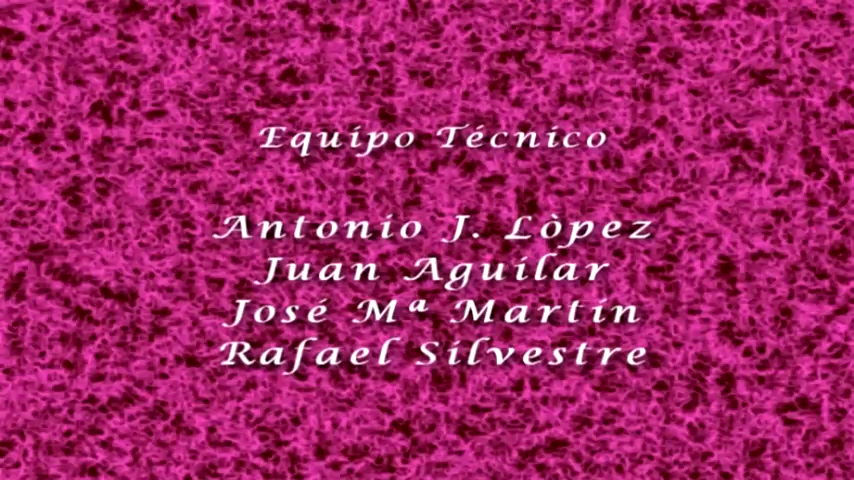 Equipo Técnico
Antonio J. Lòpez
Juan Aguilar
José Mª Martín
Rafael Silvestre